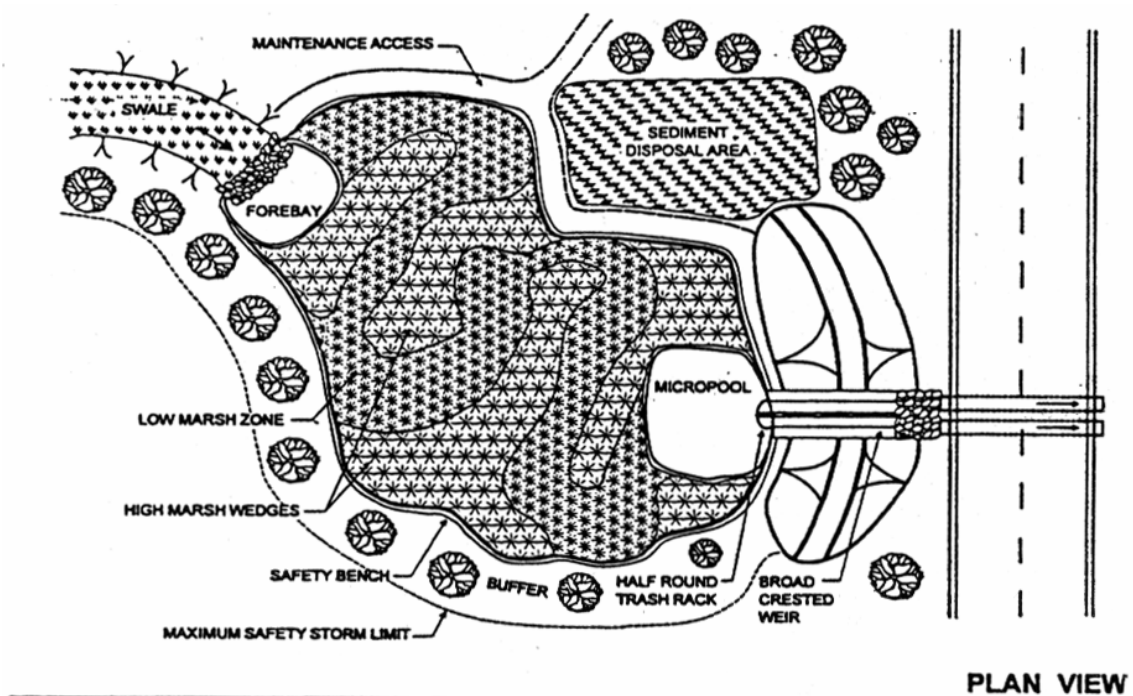 MAINTENANCE ACCESS
SWALE
SEDIMENT
DISPOSAL AREA
FOREBAY
MICROPOOL
LOW MARSH ZONE
HIGH MARSH WEDGES
SAFETY BENCH
BUFFER
HALF ROUND
TRASH RACK
BROAD
CRESTED
WEIR
MAXIMUM SAFETY STORM LIMIT
PLAN VIEW